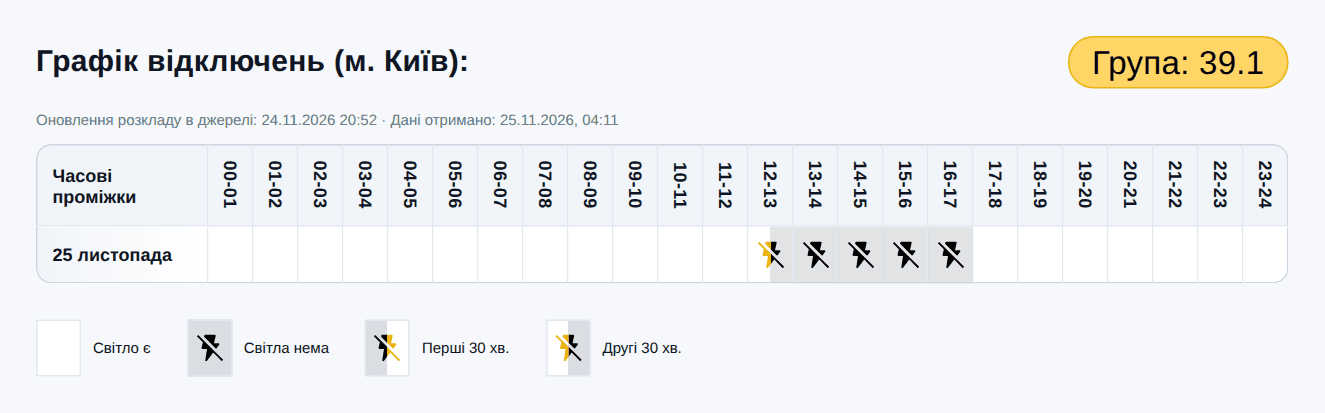 Графік відключень (м. Київ):
Група: 39.1
Оновлення розкладу в джерелі: 24.11.2026 20:52 · Дані отримано: 25.11.2026, 04:11
Часові
проміжки
00-01
01-02
02-03
03-04
04-05
05-06
06-07
07-08
08-09
09-10
10-11
11-12
12-13
13-14
14-15
15-16
16-17
17-18
18-19
19-20
20-21
21-22
22-23
23-24
25 листопада
Світло є
Світла нема
Перші 30 хв.
Другі 30 хв.